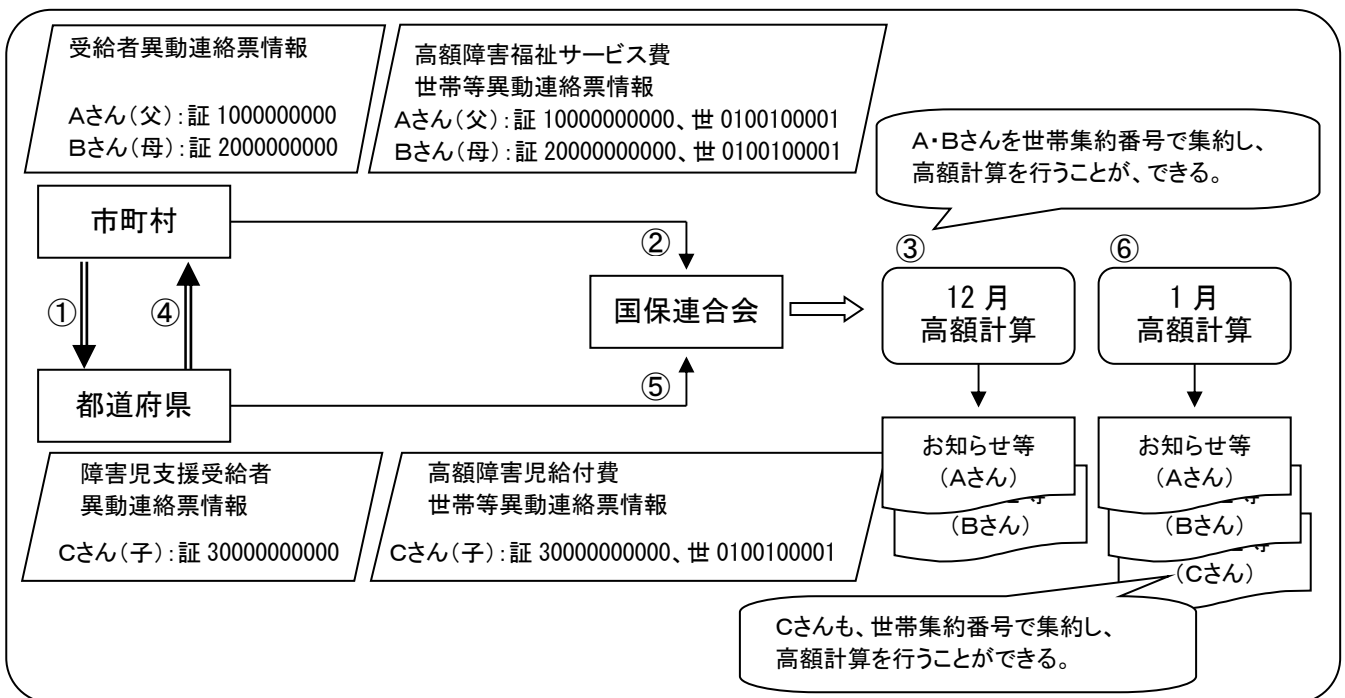 受給者異動連絡票情報
Aさん(父):証 1000000000
Bさん(母):証 2000000000
高額障害福祉サービス費
世帯等異動連絡票情報
Aさん(父):証 10000000000、世 0100100001
Bさん(母):証 20000000000、世 0100100001
A・Bさんを世帯集約番号で集約し、
高額計算を行うことが、できる。
市町村
①
④
都道府県
②
国保連合会
⑤
③
12 月
高額計算
⑥
1 月
高額計算
お知らせ等
(Aさん)
等
(Bさん)
お知らせ等
(Aさん)
等
(Bさん)
等
(Cさん)
障害児支援受給者
異動連絡票情報
Cさん(子):証 30000000000
高額障害児給付費
世帯等異動連絡票情報
Cさん(子):証 30000000000、世 0100100001
Cさんも、世帯集約番号で集約し、
高額計算を行うことができる。